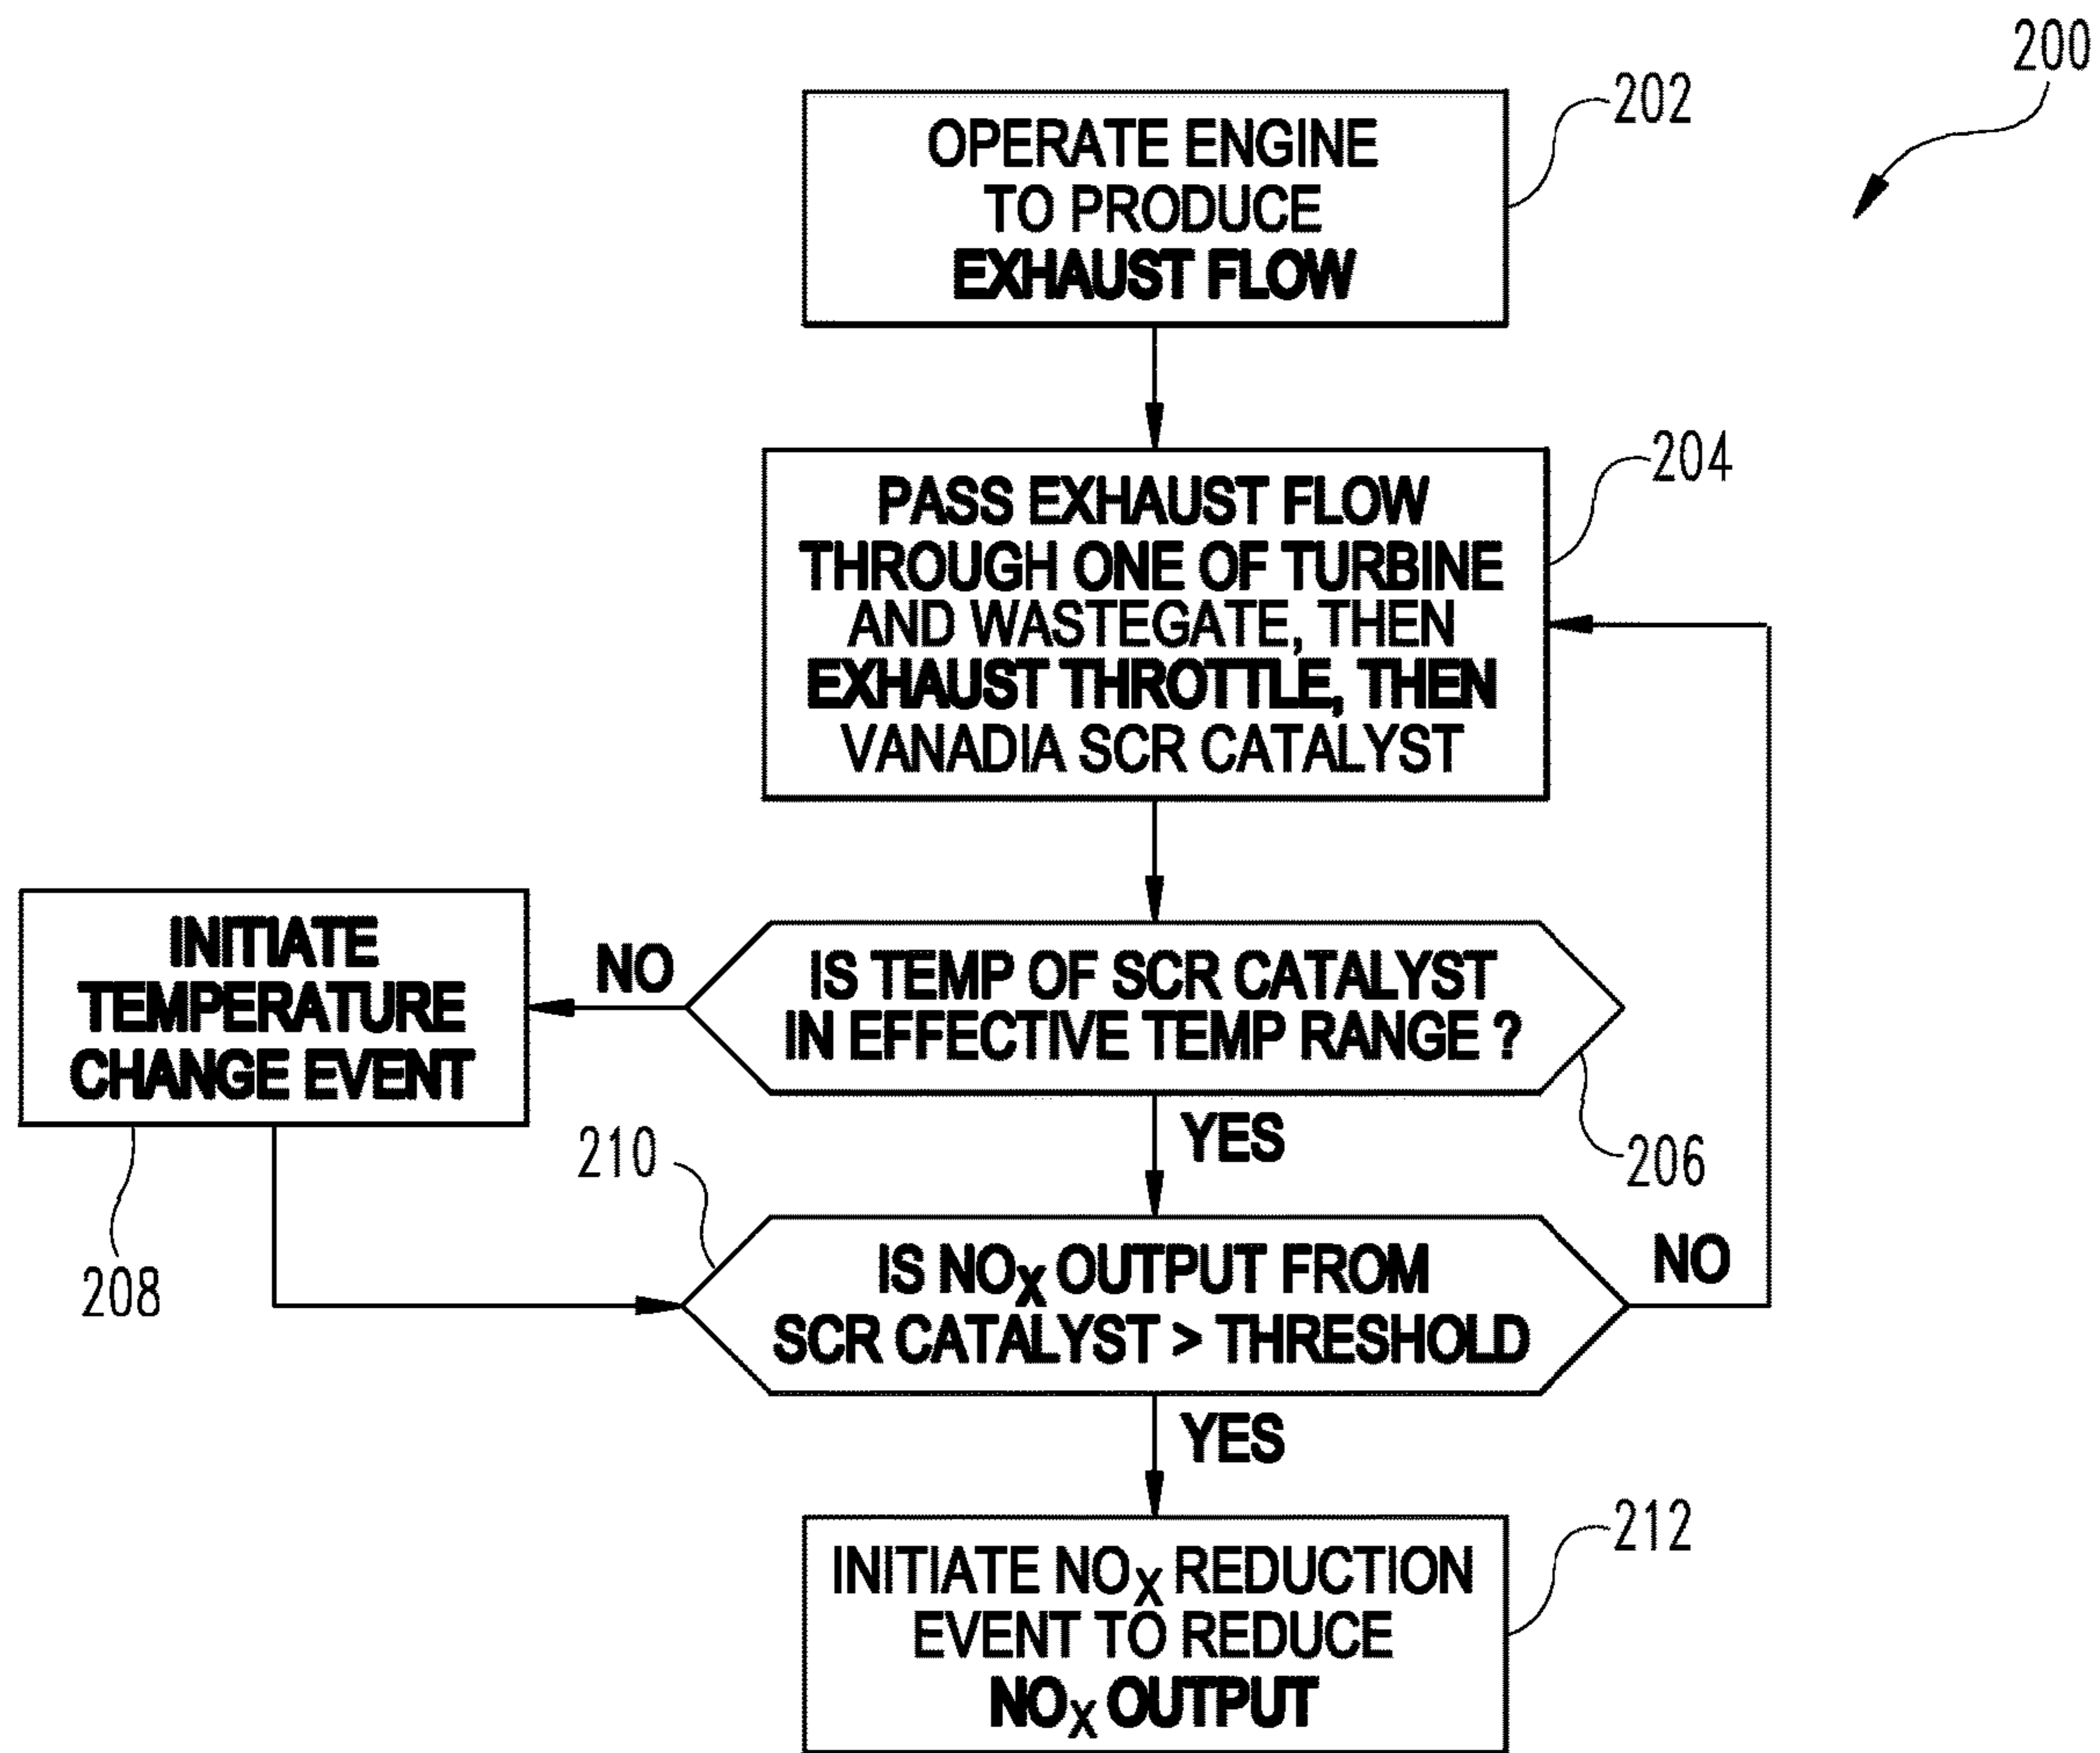 200
202
OPERATE ENGINE
TO PRODUCE
EXHAUST FLOW
204
PASS EXHAUST FLOW
THROUGH ONE OF TURBINE
AND WASTEGATE, THEN
EXHAUST THROTTLE, THEN
VANADIA SCR CATALYST
INITIATE
TEMPERATURE
CHANGE EVENT
NO
IS TEMP OF SCR CATALYST
IN EFFECTIVE TEMP RANGE ?
YES
206
208
210
IS NOX OUTPUT FROM
SCR CATALYST > THRESHOLD
NO
YES
212
INITIATE NOX REDUCTION
EVENT TO REDUCE
NOX OUTPUT